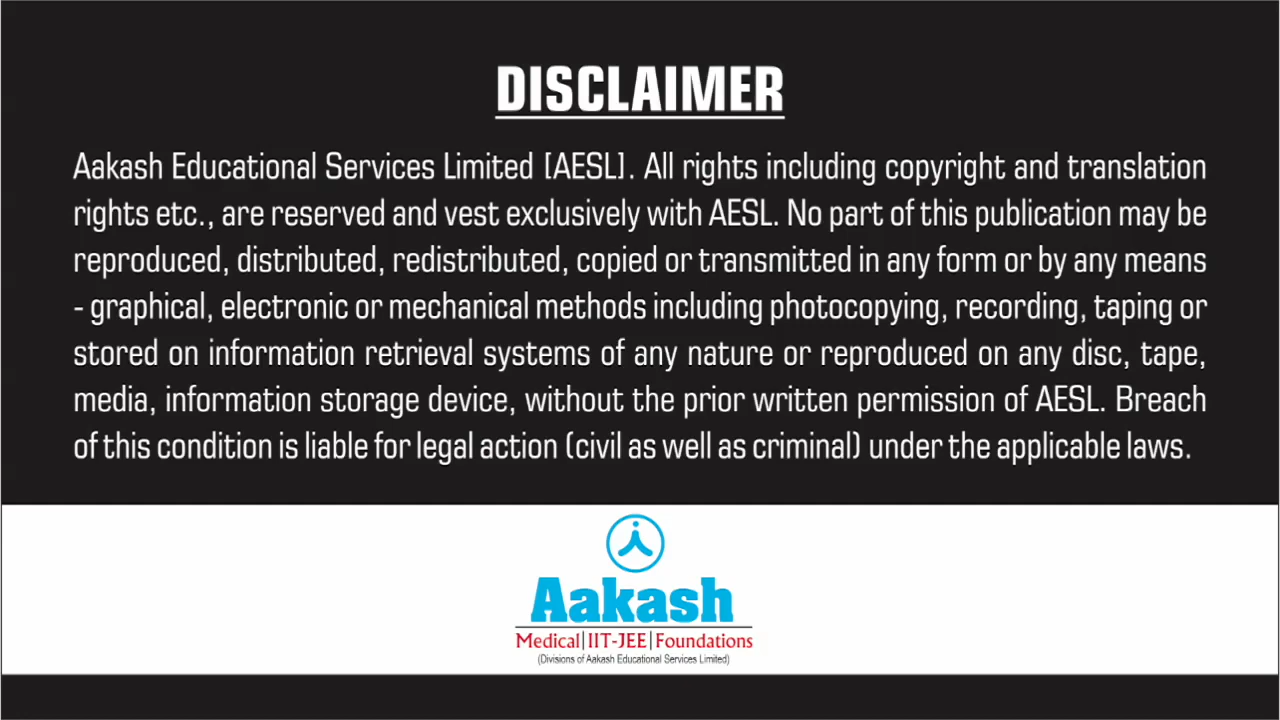 DISCLAIMER
Aakash Educational Services Limited [AESL]. All rights including copyright and translation
rights etc., are reserved and vest exclusively with AESL. No part of this publication may be
reproduced, distributed, redistributed, copied or transmitted in any form or by any means
- graphical, electronic or mechanical methods including photocopying, recording, taping or
stored on information retrieval systems of any nature or reproduced on any disc, tape,
media, information storage device, without the prior written permission of AESL. Breach
of this condition is liable for legal action (civil as well as criminal) under the applicable laws.
Aakash
Medical|IIT-JEE|Foundations
(Divisions of Aakash Educational Services Limited)